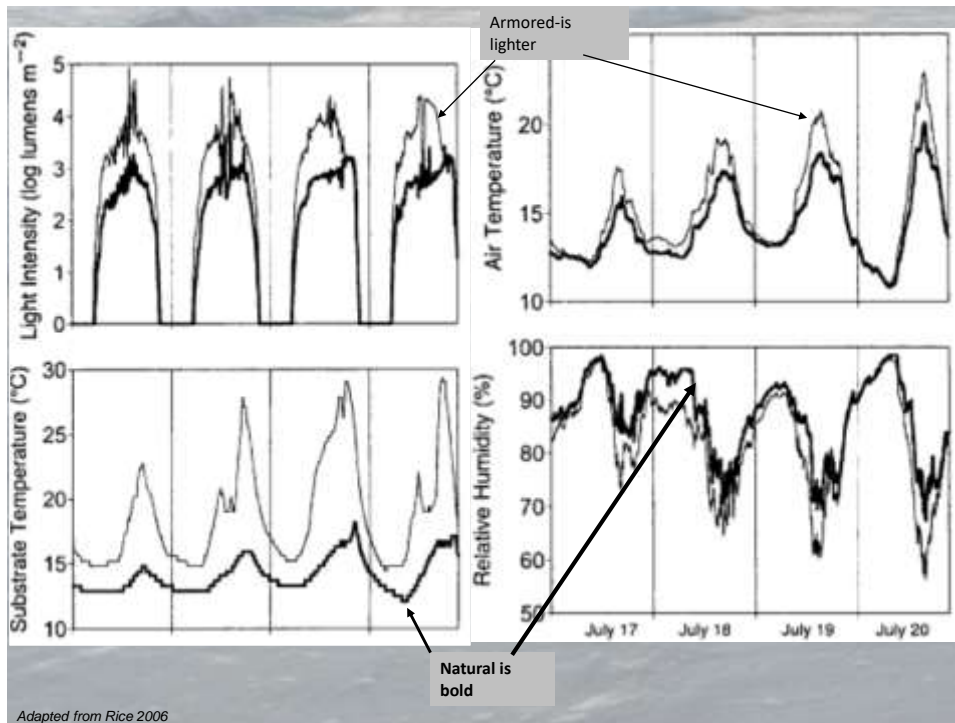 Armored-is
lighter
Light Intensity (log lumens m⁻²)
5
4
3
2
1
0
Air Temperature (°C)
20
15
10
Substrate Temperature (°C)
30
25
20
15
10
Relative Humidity (%)
100
90
80
70
60
50
July 17
July 18
July 19
July 20
Natural is
bold
Adapted from Rice 2006